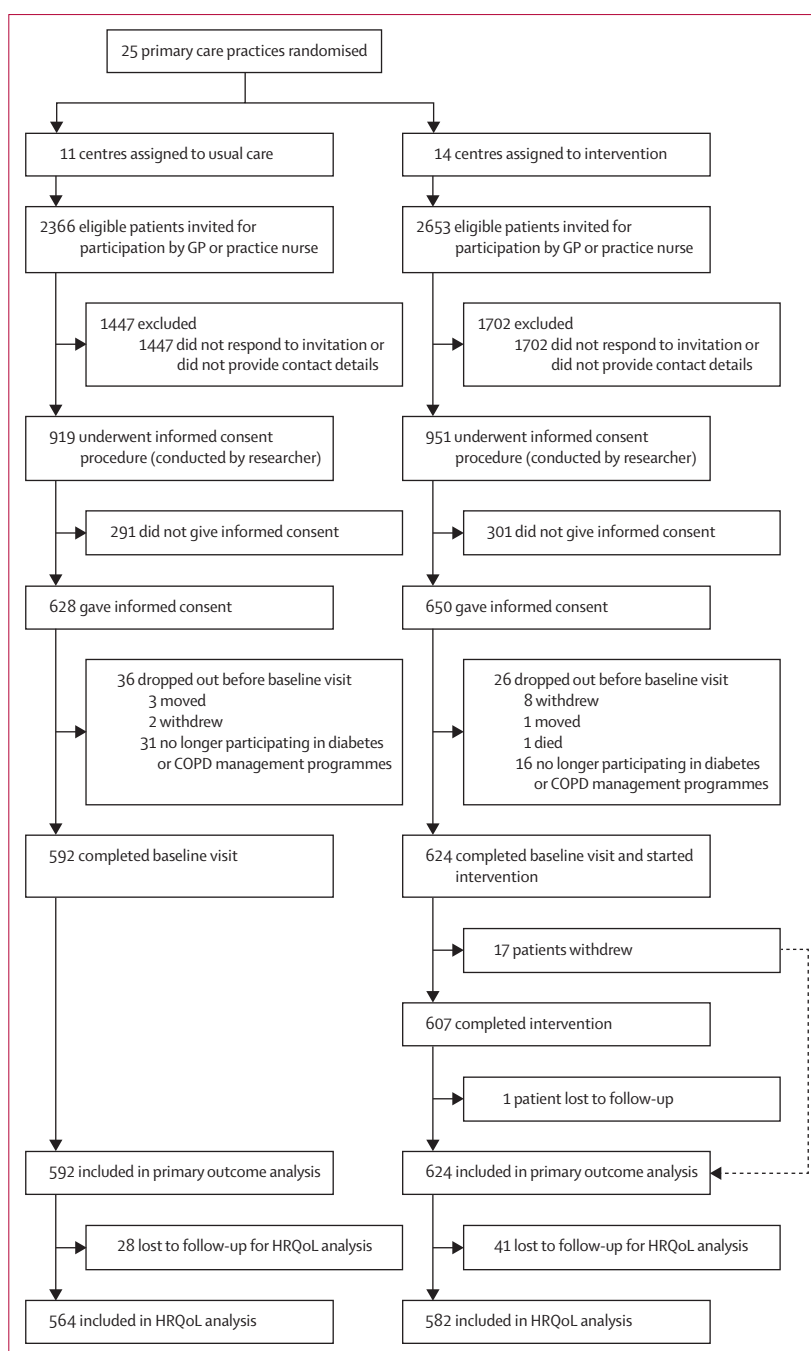 25 primary care practices randomised
11 centres assigned to usual care
14 centres assigned to intervention
2366 eligible patients invited for
participation by GP or practice nurse
2653 eligible patients invited for
participation by GP or practice nurse
1447 excluded
1447 did not respond to invitation or
did not provide contact details
1702 excluded
1702 did not respond to invitation or
did not provide contact details
919 underwent informed consent
procedure (conducted by researcher)
951 underwent informed consent
procedure (conducted by researcher)
291 did not give informed consent
301 did not give informed consent
628 gave informed consent
650 gave informed consent
36 dropped out before baseline visit
3 moved
2 withdrew
31 no longer participating in diabetes
or COPD management programmes
26 dropped out before baseline visit
8 withdrew
1 moved
1 died
16 no longer participating in diabetes
or COPD management programmes
592 completed baseline visit
624 completed baseline visit and started
intervention
17 patients withdrew
607 completed intervention
1 patient lost to follow-up
592 included in primary outcome analysis
624 included in primary outcome analysis
28 lost to follow-up for HRQoL analysis
41 lost to follow-up for HRQoL analysis
564 included in HRQoL analysis
582 included in HRQoL analysis